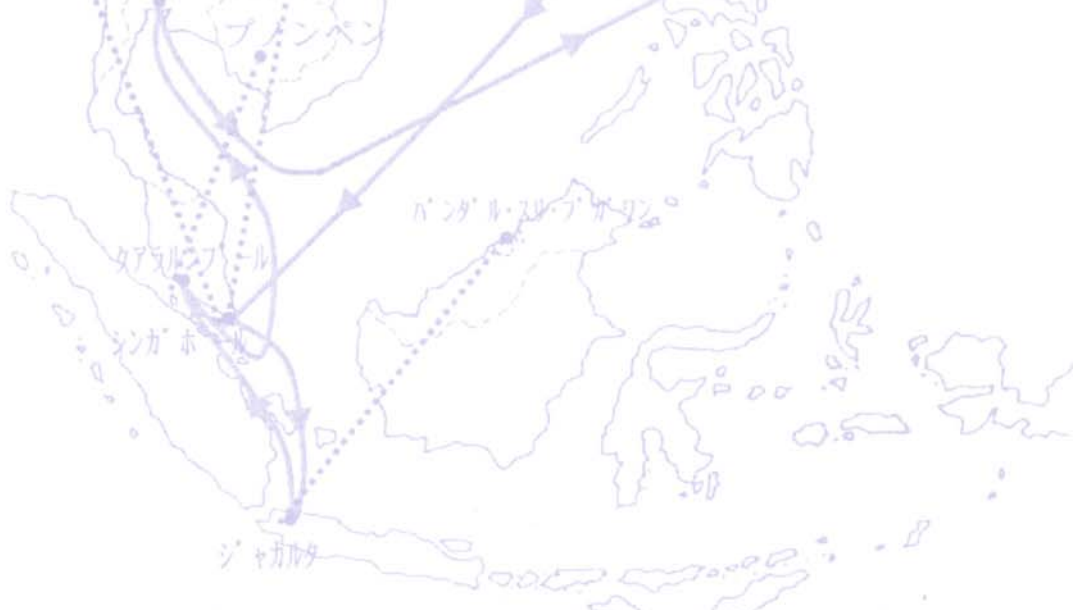 プノンペン
バンダル・スリ・ブガワン
クアラルンプール
シンガポール
ジャカルタ